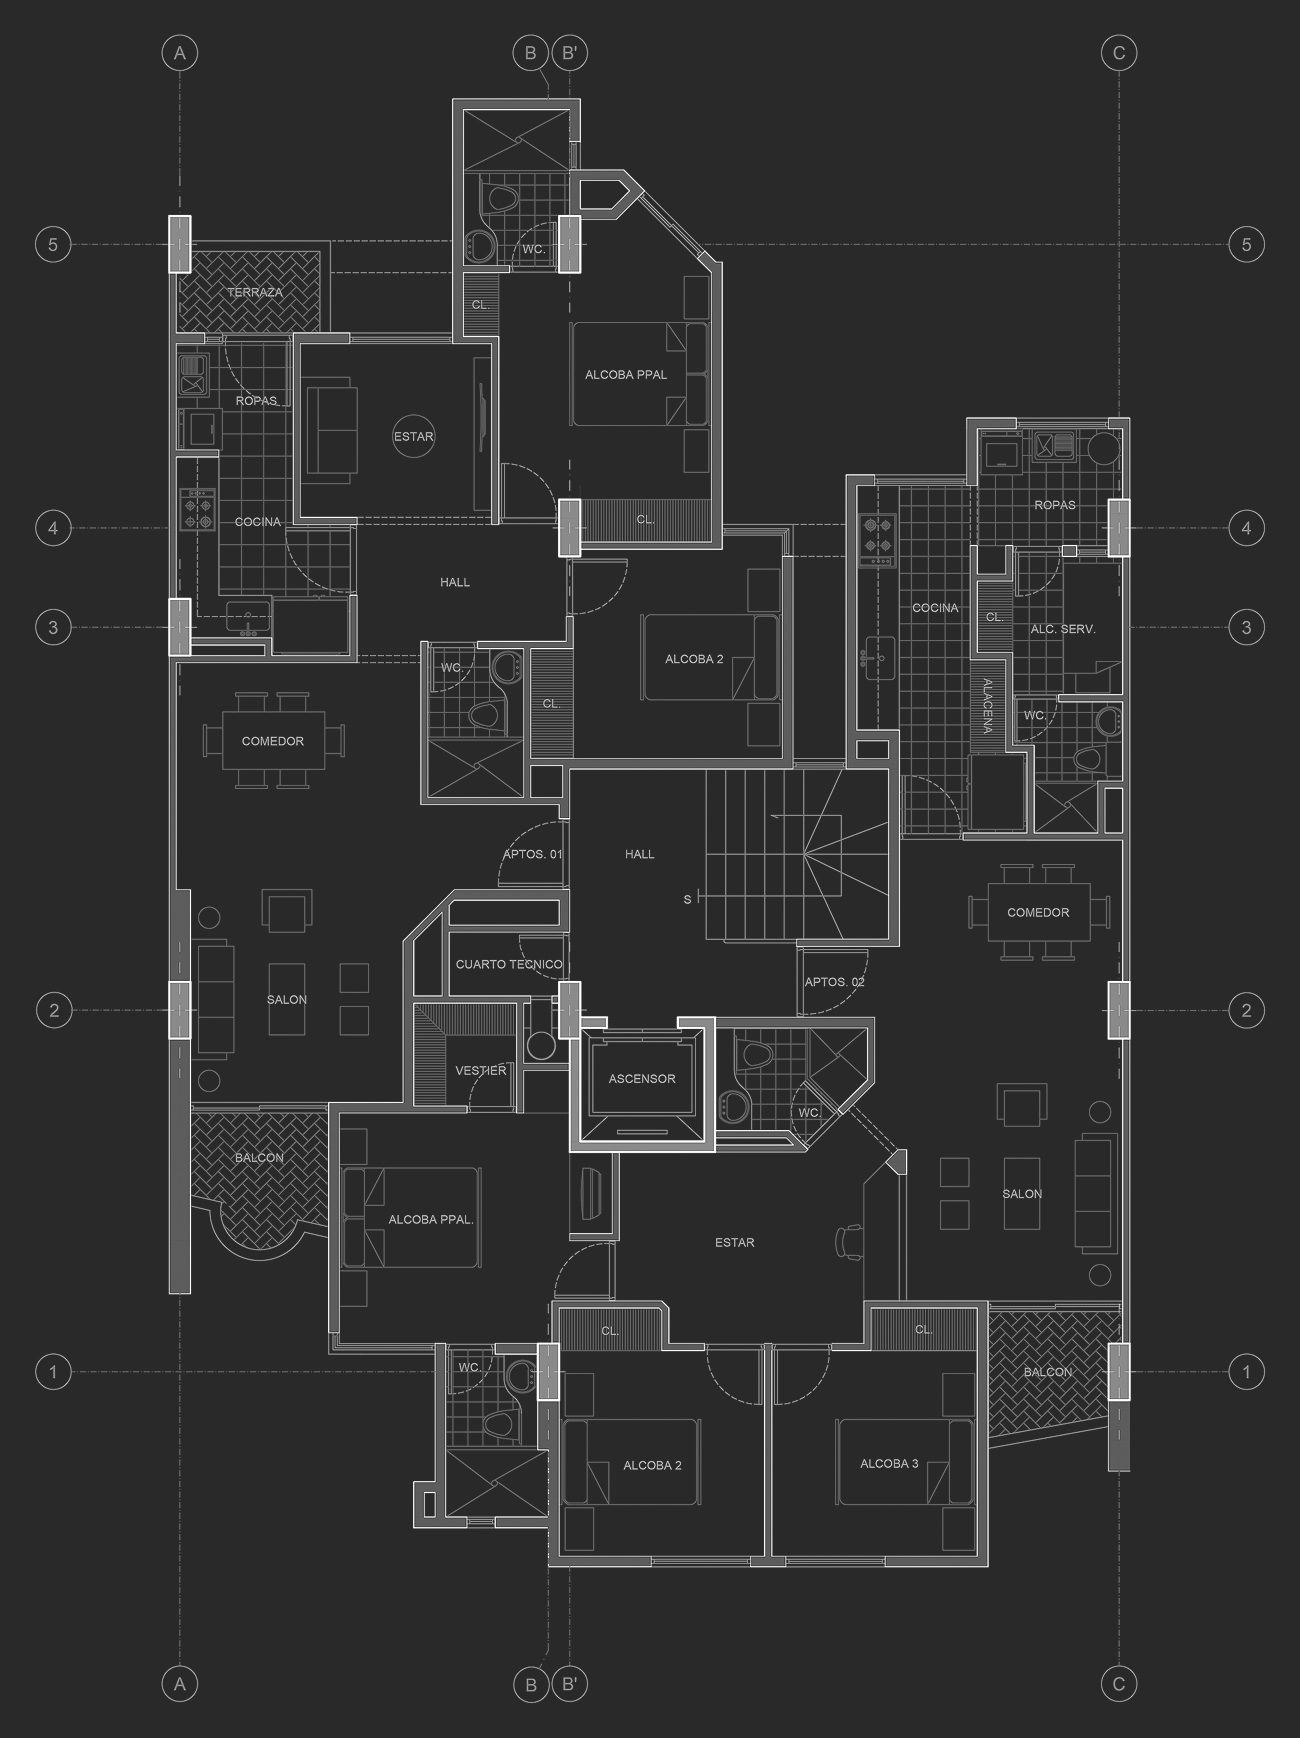 A
B
B'
C
5
WC.
5
TERRAZA
CL.
ALCOBA PPAL
ROPAS
ESTAR
4
COCINA
CL.
ROPAS
4
HALL
COCINA
3
CL.
ALC. SERV.
3
WC.
ALCOBA 2
CL.
ALACENA
WC.
COMEDOR
APTOS. 01
HALL
S
COMEDOR
CUARTO TECNICO
APTOS. 02
2
SALON
2
VESTIER
ASCENSOR
WC.
BALCON
SALON
ALCOBA PPAL.
ESTAR
CL.
CL.
1
WC.
BALCON
1
ALCOBA 2
ALCOBA 3
A
B
B'
C